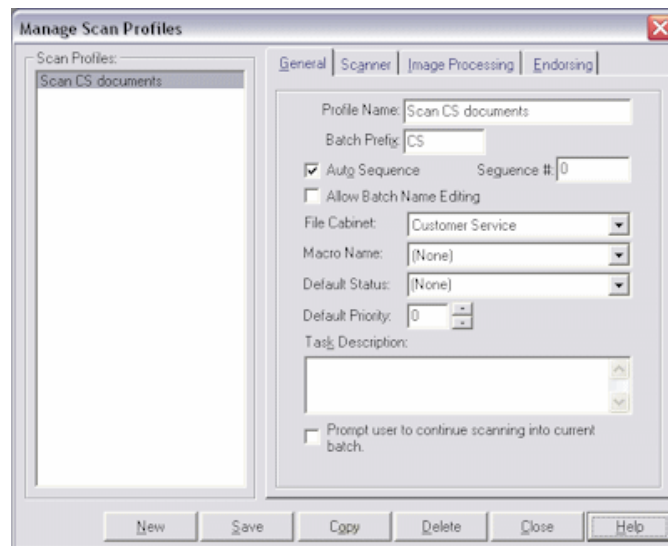 Manage Scan Profiles
Scan Profiles:
Scan CS documents
General Scanner Image Processing Endorsing
Profile Name: Scan CS documents
Batch Prefix: CS
Auto Sequence Sequence #: 0
Allow Batch Name Editing
File Cabinet: Customer Service
Macro Name: (None)
Default Status: (None)
Default Priority: 0
Task Description:
Prompt user to continue scanning into current
batch.
New Save Copy Delete Close Help